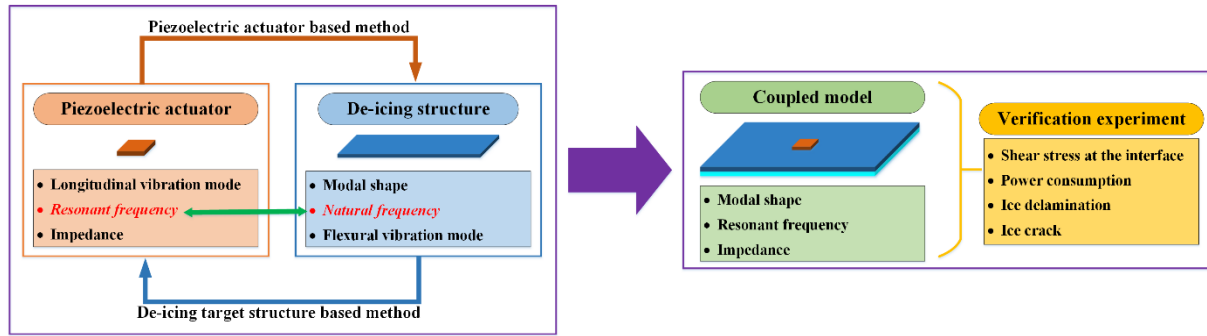 Piezoelectric actuator based method
Piezoelectric actuator
• Longitudinal vibration mode
• Resonant frequency
• Impedance
De-icing structure
• Modal shape
• Natural frequency
• Flexural vibration mode
De-icing target structure based method
Coupled model
• Modal shape
• Resonant frequency
• Impedance
Verification experiment
• Shear stress at the interface
• Power consumption
• Ice delamination
• Ice crack